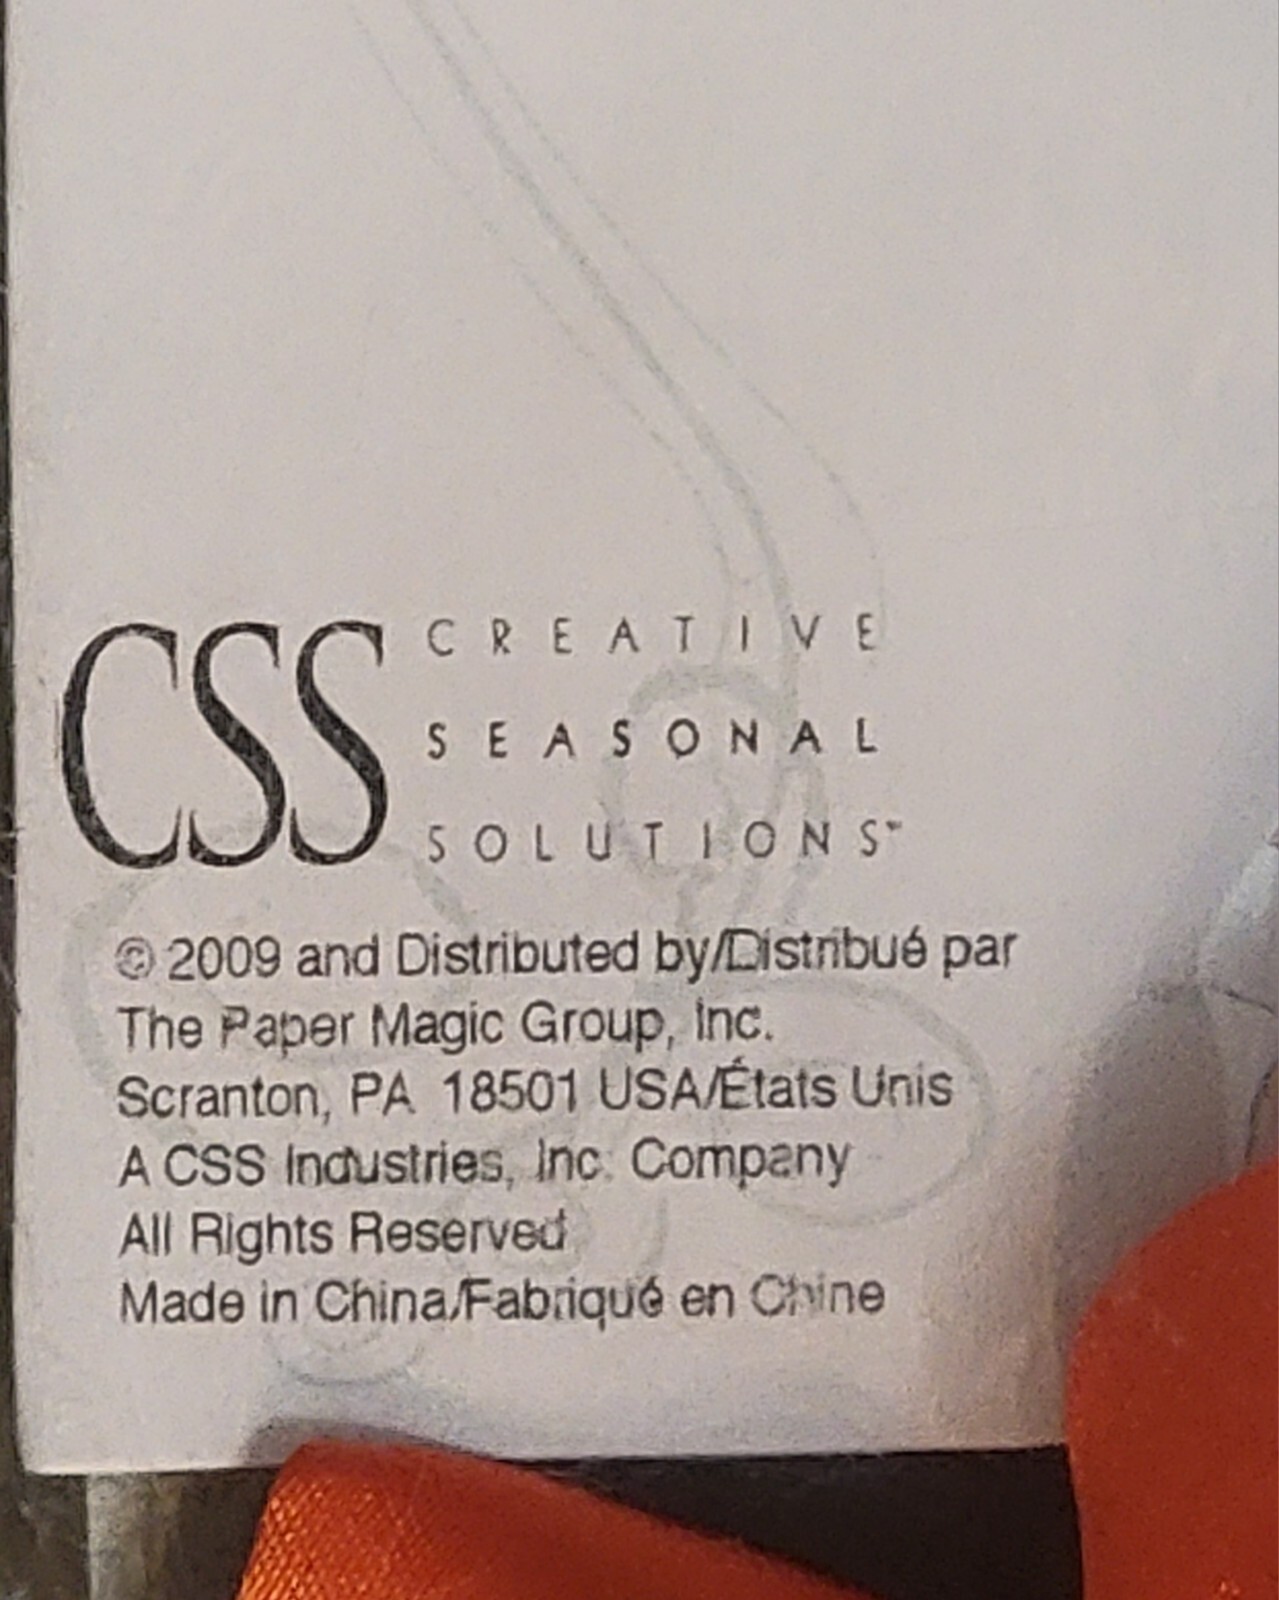 CSS CREATIVE
SEASONAL
SOLUTIONS™
© 2009 and Distributed by/Distribué par
The Paper Magic Group, Inc.
Scranton, PA 18501 USA/États Unis
A CSS Industries, Inc. Company
All Rights Reserved
Made in China/Fabriqué en Chine